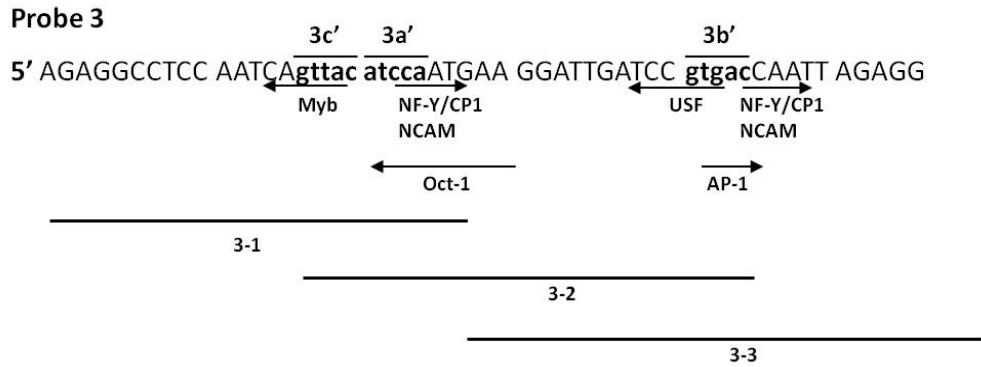 Probe 3
3c’ 3a’ 3b’
5’ AGAGGCCTCC AATCAgttac atccaATGAA GGATTGATCC gtgacCAATT AGAGG
Myb NF-Y/CP1 USF NF-Y/CP1
NCAM NCAM
Oct-1 AP-1
3-1
3-2
3-3